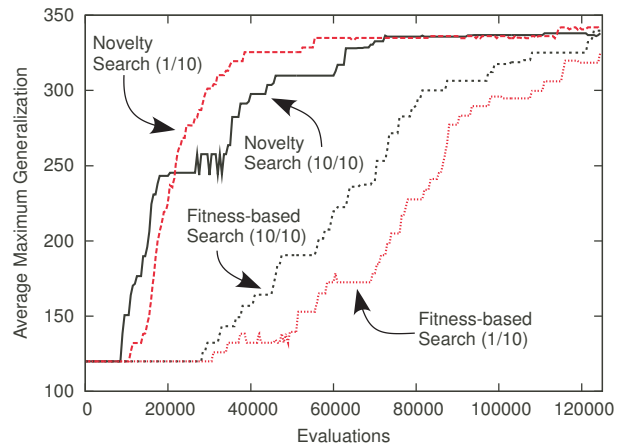 350
300
250
200
150
100
Average Maximum Generalization
Novelty
Search (1/10)
Novelty
Search (10/10)
Fitness-based
Search (10/10)
Fitness-based
Search (1/10)
0
20000
40000
60000
80000
100000
120000
Evaluations